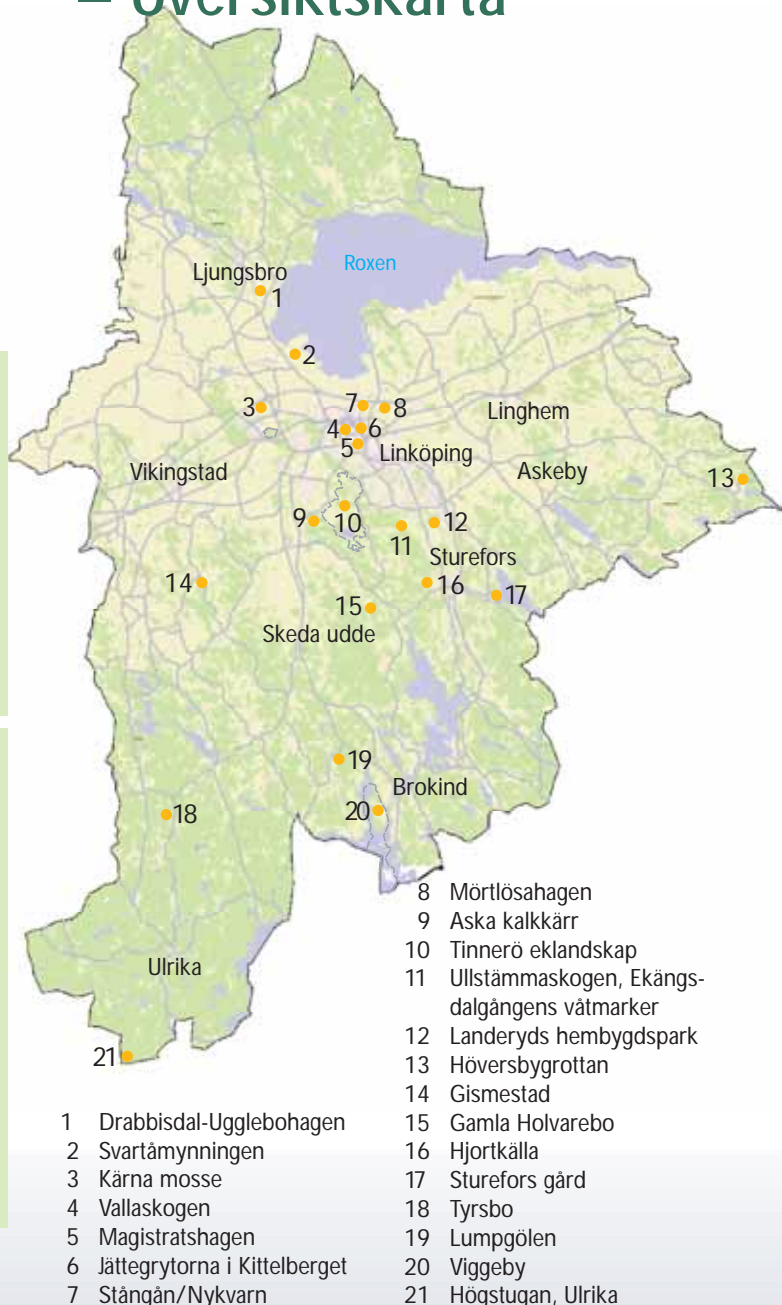 – Översiktskarta
Roxen
Ljungsbro
1
2
3
7
8
4
6
5
Linköping
Linghem
Vikingstad
Askeby
13
9
10
11
12
Sturefors
14
16
17
15
Skeda udde
19
Brokind
20
18
Ulrika
21
1 Drabbisdal-Ugglebohagen
2 Svartåmynningen
3 Kärna mosse
4 Vallaskogen
5 Magistratshagen
6 Jättegrytorna i Kittelberget
7 Stångån/Nykvarn
8 Mörtlösahagen
9 Aska kalkkärr
10 Tinnerö eklandskap
11 Ullstämmaskogen, Ekängs-
dalgångens våtmarker
12 Landeryds hembygdspark
13 Höversbygrottan
14 Gismestad
15 Gamla Holvarebo
16 Hjortkälla
17 Sturefors gård
18 Tyrsbo
19 Lumpgölen
20 Viggeby
21 Högstugan, Ulrika